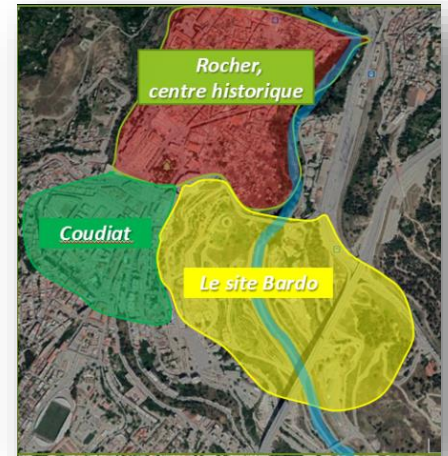 Rocher,
centre historique
Coudiat
Le site Bardo